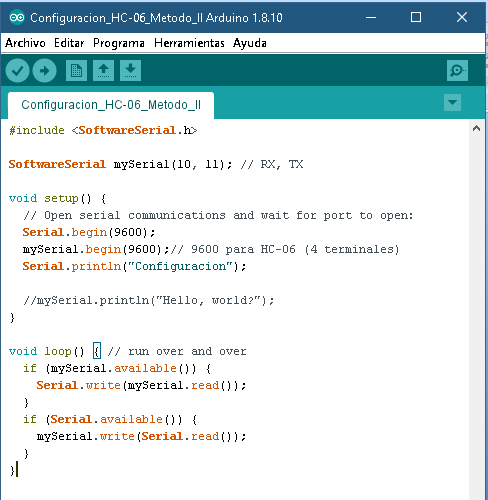 Configuracion_HC-06_Metodo_II Arduino 1.8.10
Archivo Editar Programa Herramientas Ayuda
Configuracion_HC-06_Metodo_II
#include <SoftwareSerial.h>
SoftwareSerial mySerial(10, 11); // RX, TX
void setup() {
// Open serial communications and wait for port to open:
Serial.begin(9600);
mySerial.begin(9600);// 9600 para HC-06 (4 terminales)
Serial.println("Configuracion");
//mySerial.println("Hello, world?");
}
void loop() { // run over and over
if (mySerial.available()) {
Serial.write(mySerial.read());
}
if (Serial.available()) {
mySerial.write(Serial.read());
}
}